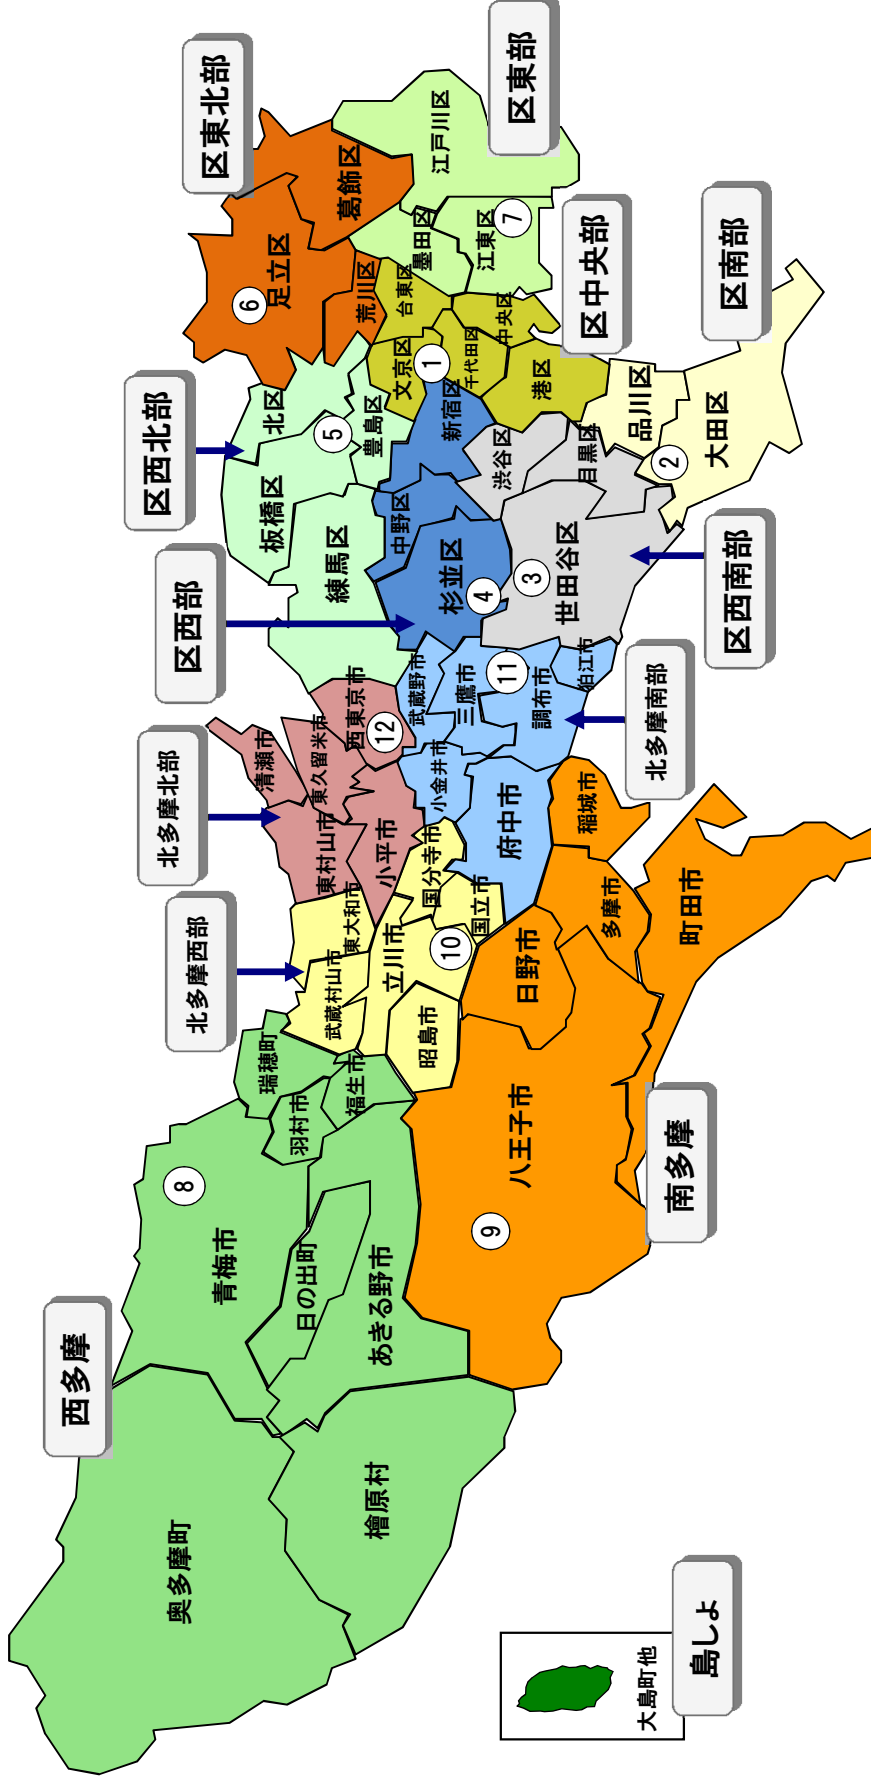 西多摩
北多摩西部
北多摩北部
区西部
区西北部
区東北部
区東部
区中央部
区南部
区西南部
北多摩南部
南多摩
島しょ
奥多摩町
檜原村
青梅市
⑧
日の出町
あきる野市
瑞穂町
羽村市
福生市
武蔵村山市
東大和市
立川市
昭島市
国分寺市
国立市
⑩
東村山市
清瀬市
東久留米市
西東京市
小平市
⑫
武蔵野市
三鷹市
小金井市
調布市
狛江市
府中市
⑪
八王子市
⑨
日野市
多摩市
稲城市
町田市
練馬区
板橋区
北区
豊島区
⑤
中野区
新宿区
杉並区
④
渋谷区
目黒区
世田谷区
③
足立区
⑥
葛飾区
荒川区
文京区
台東区
①
千代田区
中央区
港区
墨田区
江東区
⑦
江戸川区
品川区
②
大田区
大島町他